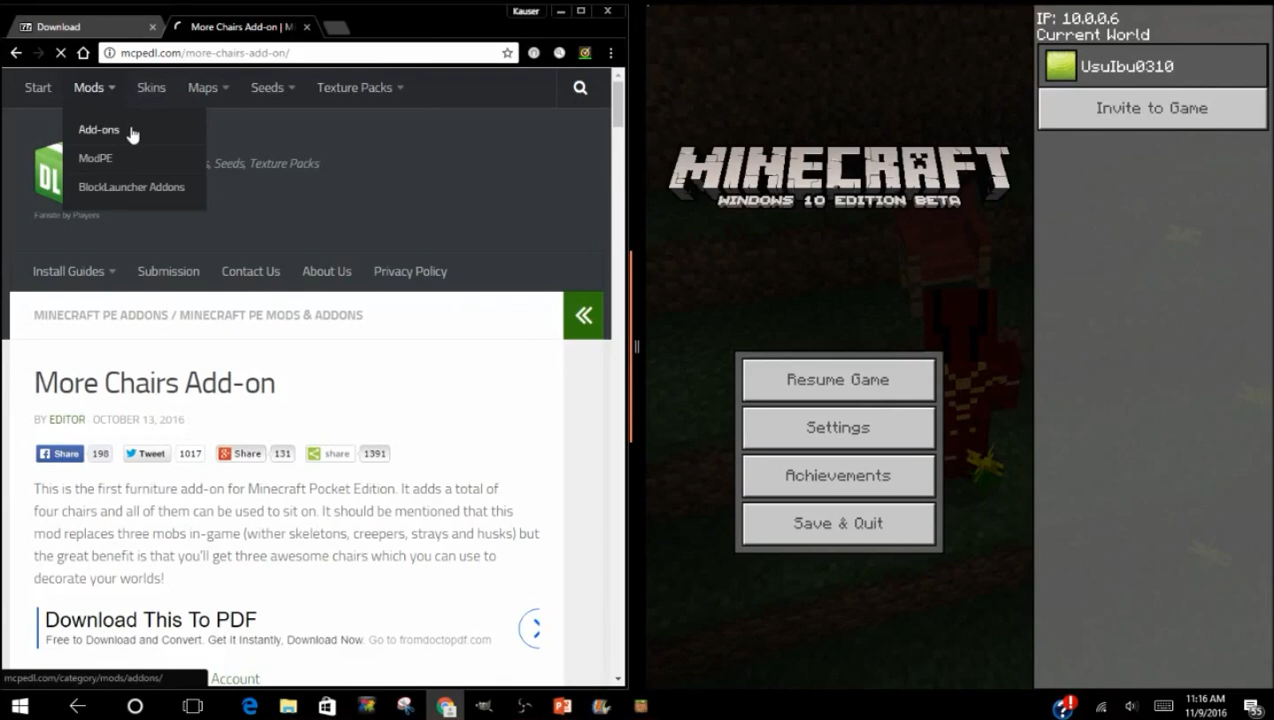 Kauser
Download
More Chairs Add-on | M
mcpedl.com/more-chairs-add-on/
Start
Mods
Skins
Maps
Seeds
Texture Packs
Add-ons
ModPE
BlockLauncher Addons
DL
s, Seeds, Texture Packs
Fansite by Players
Install Guides
Submission
Contact Us
About Us
Privacy Policy
MINECRAFT PE ADDONS / MINECRAFT PE MODS & ADDONS
More Chairs Add-on
BY EDITOR · OCTOBER 13, 2016
Share 198
Tweet 1017
Share 131
share 1391
This is the first furniture add-on for Minecraft Pocket Edition. It adds a total of
four chairs and all of them can be used to sit on. It should be mentioned that this
mod replaces three mobs in-game (wither skeletons, creepers, strays and husks) but
the great benefit is that you'll get three awesome chairs which you can use to
decorate your worlds!
Download This To PDF
Free to Download and Convert. Get It Instantly, Download Now. Go to fromdoctopdf.com
mcpedl.com/category/mods/addons/
Account
MINECRAFT
WINDOWS 10 EDITION BETA
Resume Game
Settings
Achievements
Save & Quit
IP: 10.0.0.6
Current World
UsuIbu0310
Invite to Game
11:16 AM
11/9/2016
55